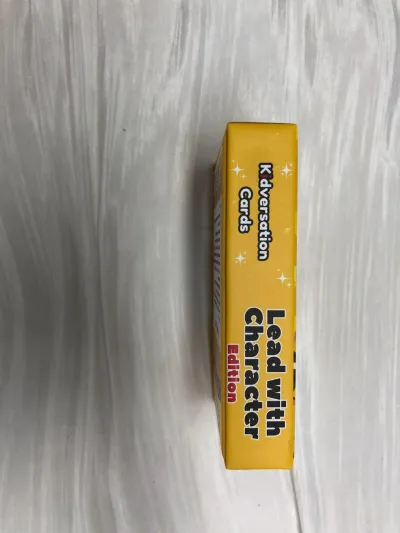 Kidversation
Cards
Lead with
Character
Edition